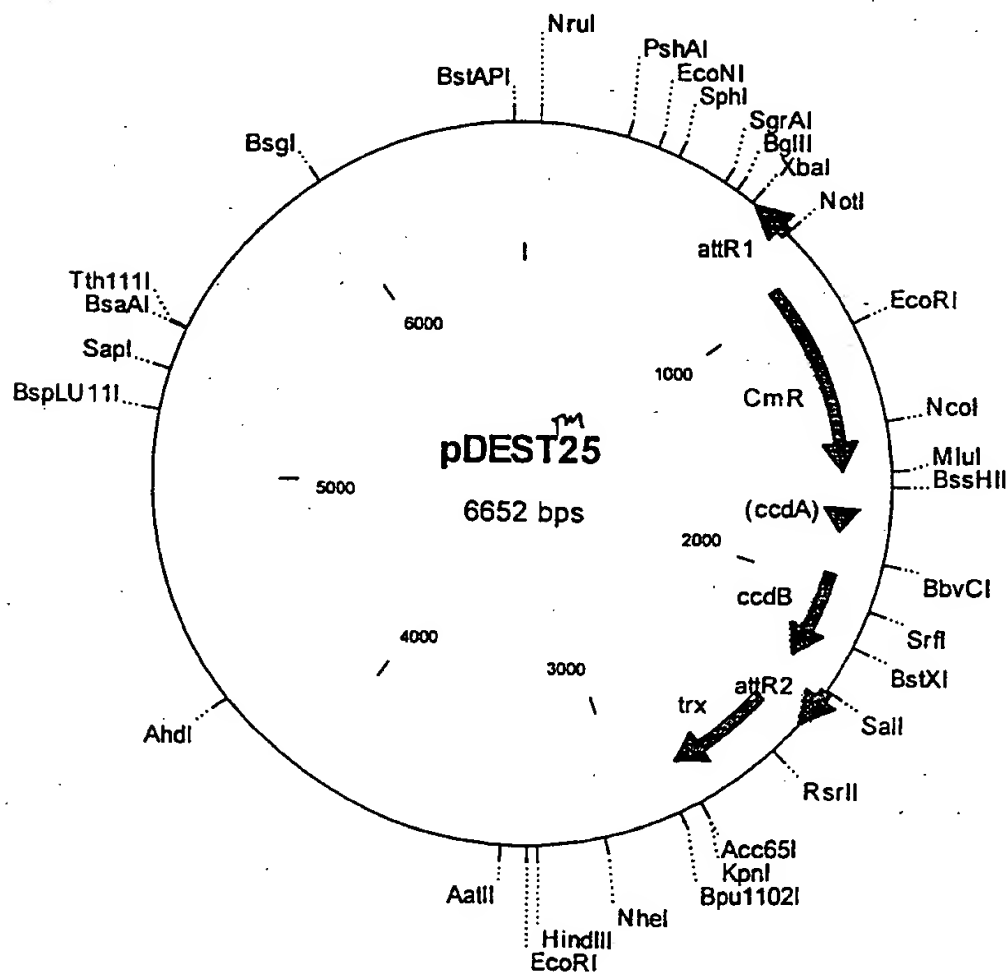 NruI
PshAI
EcoNI
SphI
SgrAI
BglII
XbaI
NotI
BstAPI
BsgI
attR1
Tth111I
BsaAI
SapI
BspLU11I
6000
1000
EcoRI
CmR
NcoI
MluI
BssHII
TM
pDEST25
6652 bps
5000
(ccdA)
2000
ccdB
BbvCI
SrfI
BstXI
4000
3000
trx
attR2
SalI
AhdI
RsrII
Acc65I
KpnI
Bpu1102I
AatII
NheI
HindIII
EcoRI